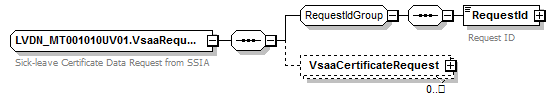 LVDN_MT001010UV01.VsaaRequ...
Sick-leave Certificate Data Request from SSIA
RequestIdGroup
RequestId
Request ID
VsaaCertificateRequest
0..